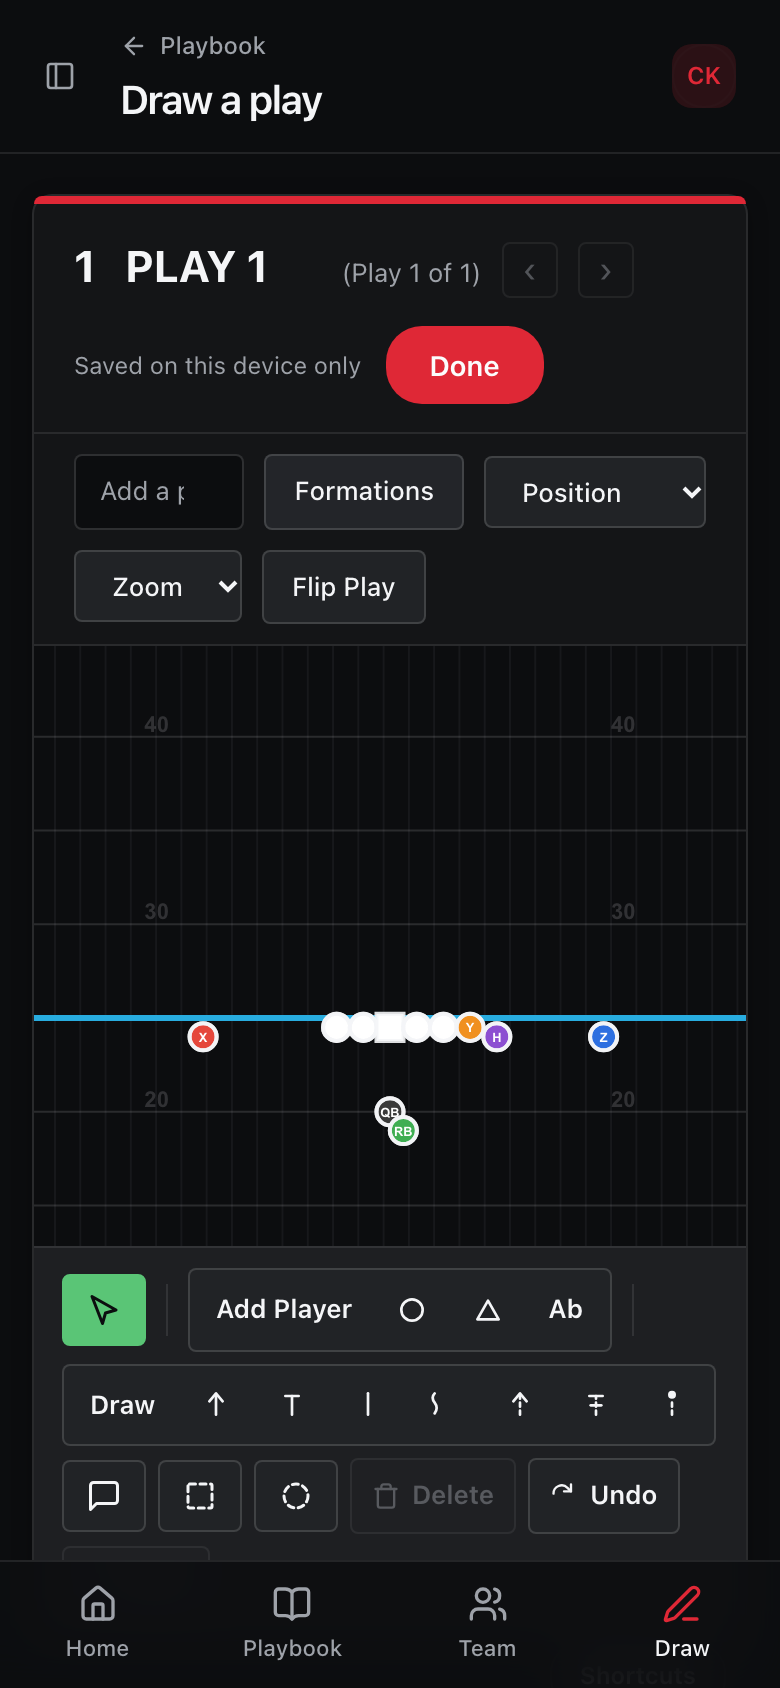 Playbook
Draw a play
CK
1 PLAY 1 (Play 1 of 1)
Saved on this device only Done
Add a Formations Position
Zoom Flip Play
40 40
30 30
X Y H Z
20 20
QB
RB
Add Player Ab
Draw
Delete Undo
Home Playbook Team Draw
Shortcuts